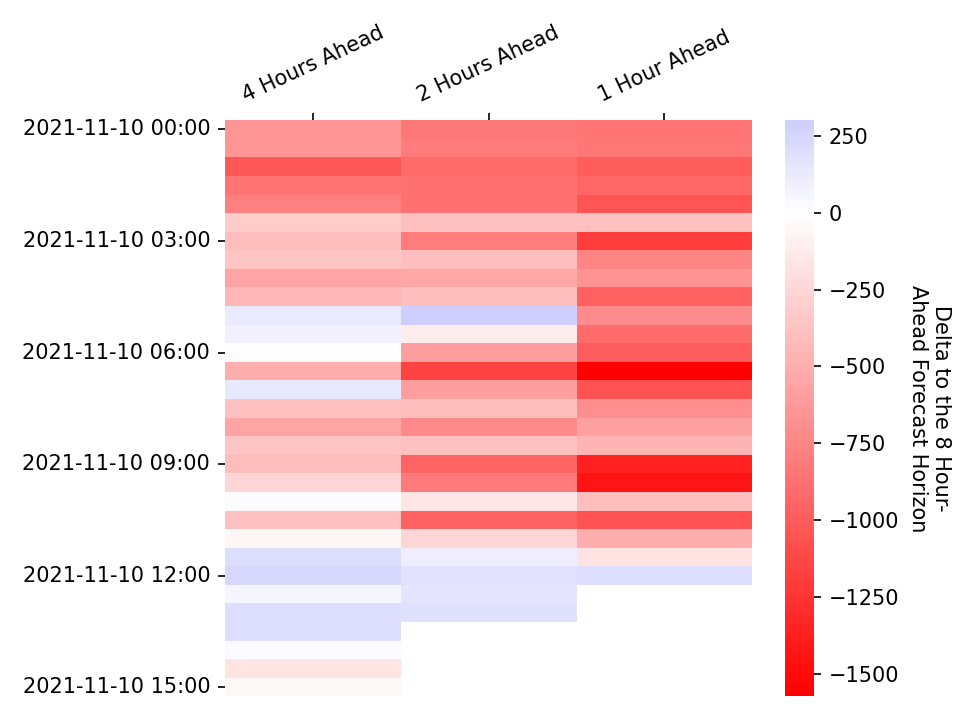 4 Hours Ahead
2 Hours Ahead
1 Hour Ahead
2021-11-10 00:00
2021-11-10 03:00
2021-11-10 06:00
2021-11-10 09:00
2021-11-10 12:00
2021-11-10 15:00
250
0
−250
−500
−750
−1000
−1250
−1500
Delta to the 8 Hour-
Ahead Forecast Horizon